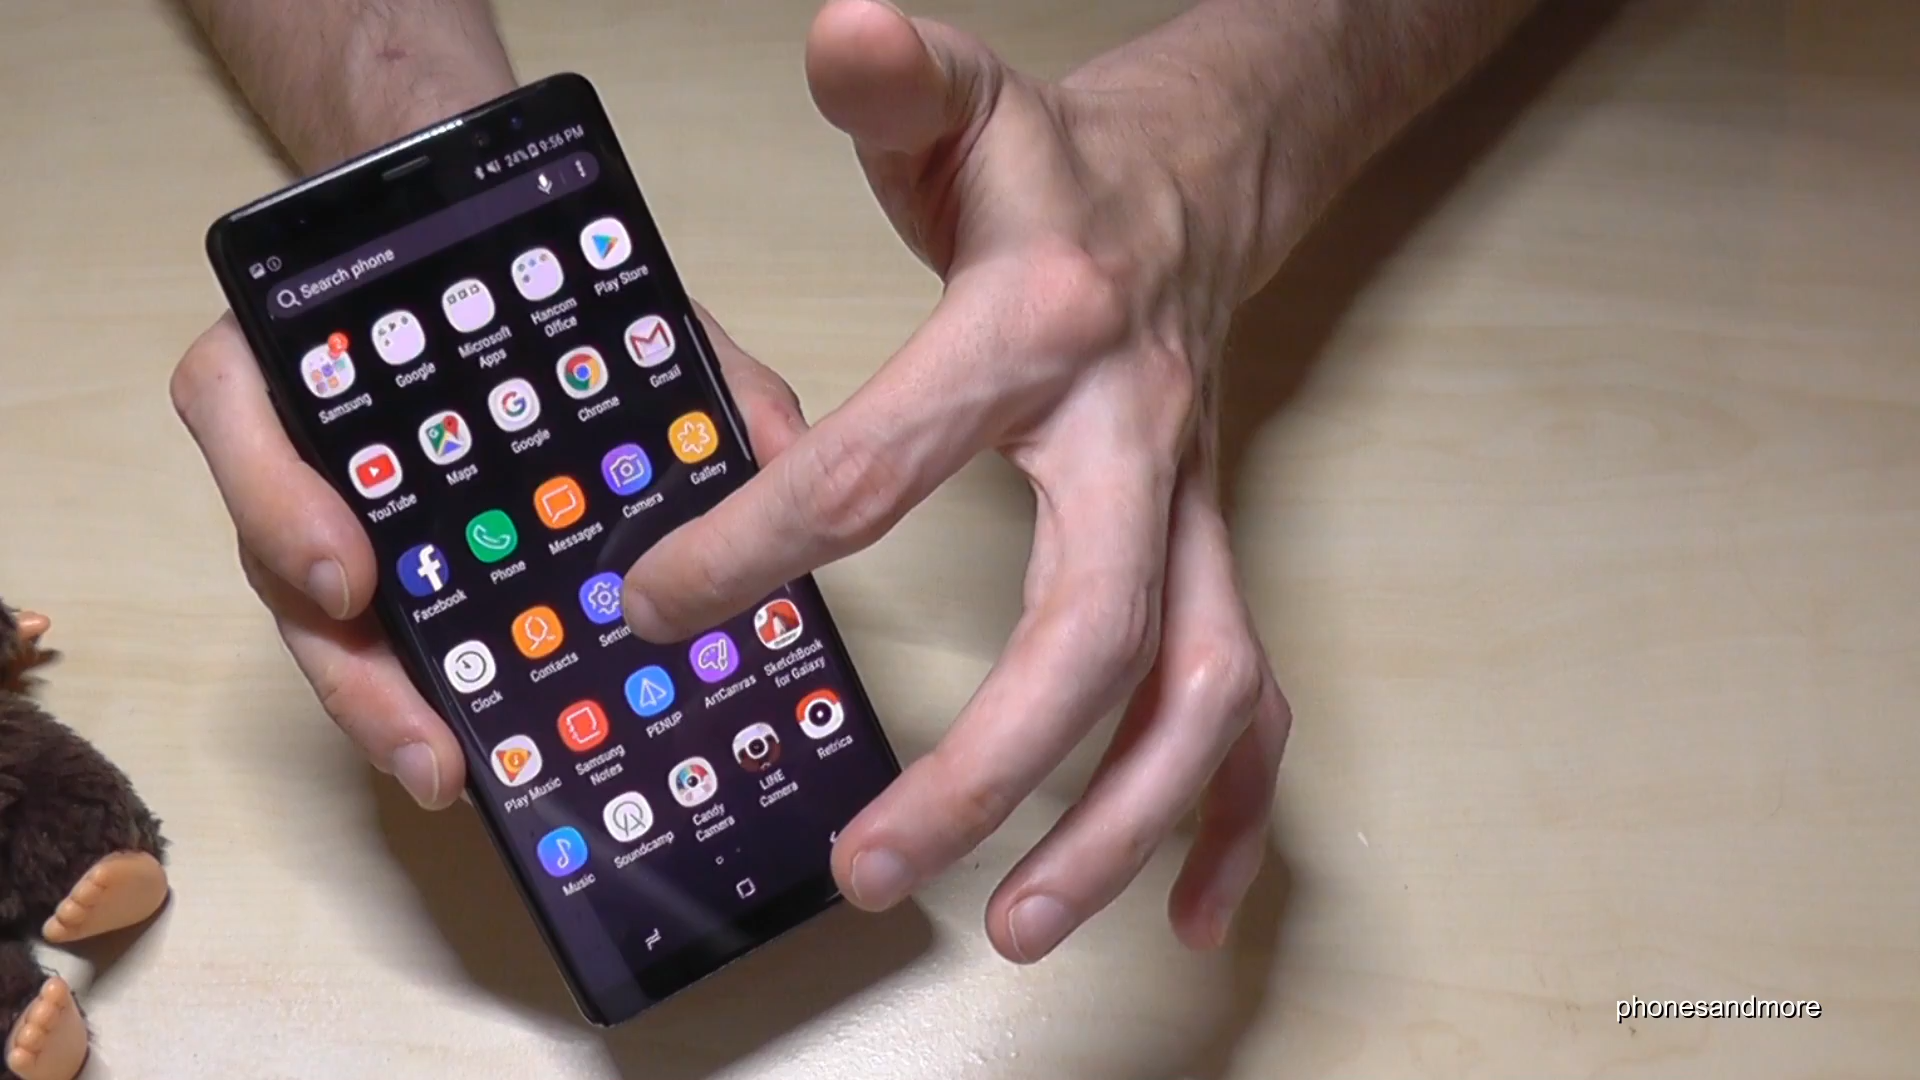 24% 9:56 PM
Search phone
Samsung
2
Google
Microsoft
Apps
Hancom
Office
Play Store
YouTube
Maps
Google
Chrome
Gmail
Facebook
Phone
Messages
Camera
Gallery
Clock
Contacts
Settin
SketchBook
for Galaxy
Play Music
Samsung
Notes
PENUP
ArtCanvas
Music
Soundcamp
Candy
Camera
LINE
Camera
Retrica
phonesandmore